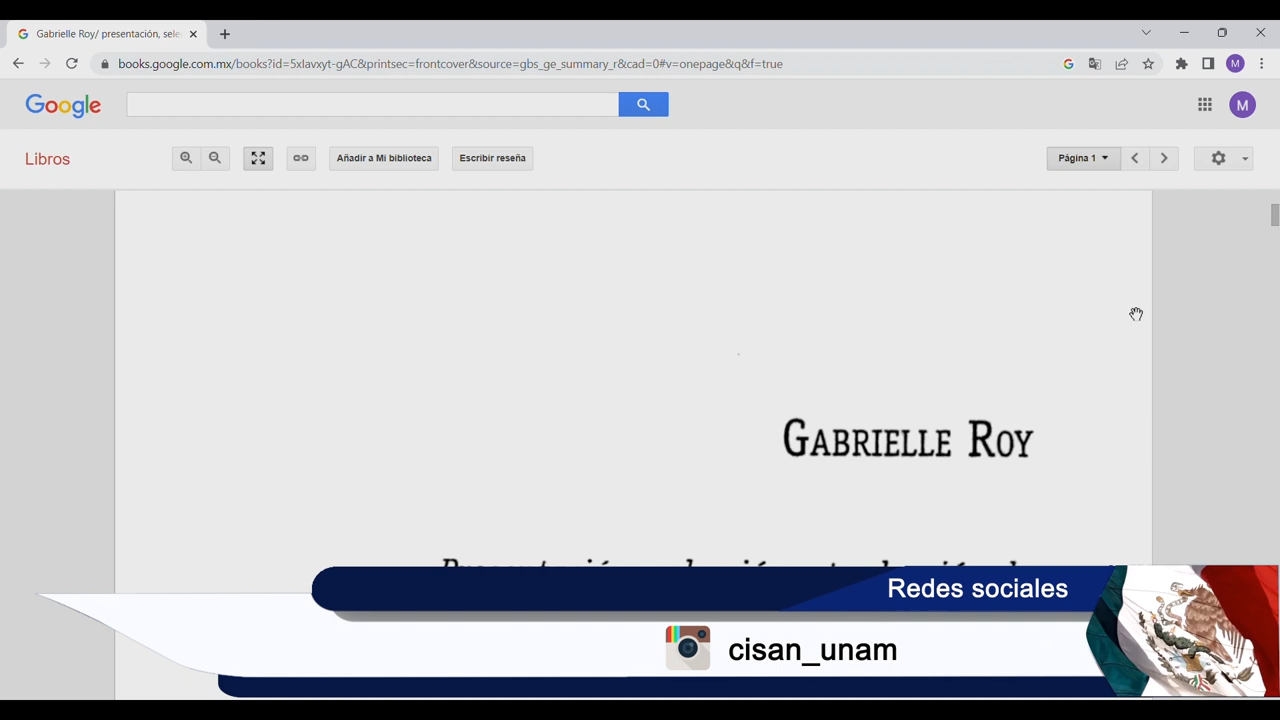 Gabrielle Roy/ presentación, sele
books.google.com.mx/books?id=5xlavxyt-gAC&printsec=frontcover&source=gbs_ge_summary_r&cad=0#v=onepage&q&f=true
M
Google
M
Libros
Añadir a Mi biblioteca
Escribir reseña
Página 1
GABRIELLE ROY
Redes sociales
cisan_unam